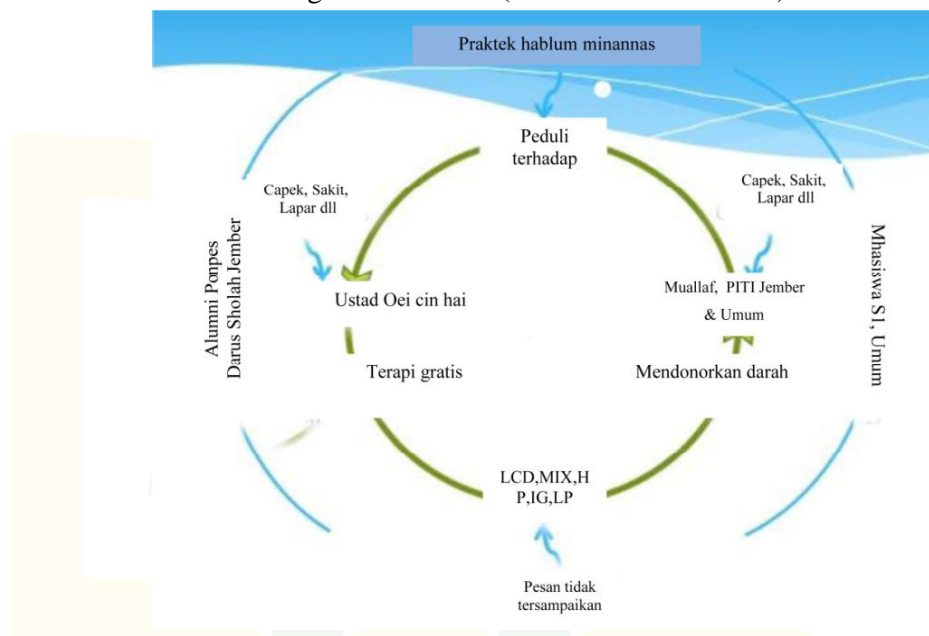 Praktek hablum minannas
Peduli
terhadap
Capek, Sakit,
Lapar dll
Capek, Sakit,
Lapar dll
Alumni Ponpes
Darus Sholah Jember
Ustad Oei cin hai
Muallaf, PITI Jember
& Umum
Mhasiswa S1, Umum
Terapi gratis
Mendonorkan darah
LCD,MIX,H
P,IG,LP
Pesan tidak
tersampaikan